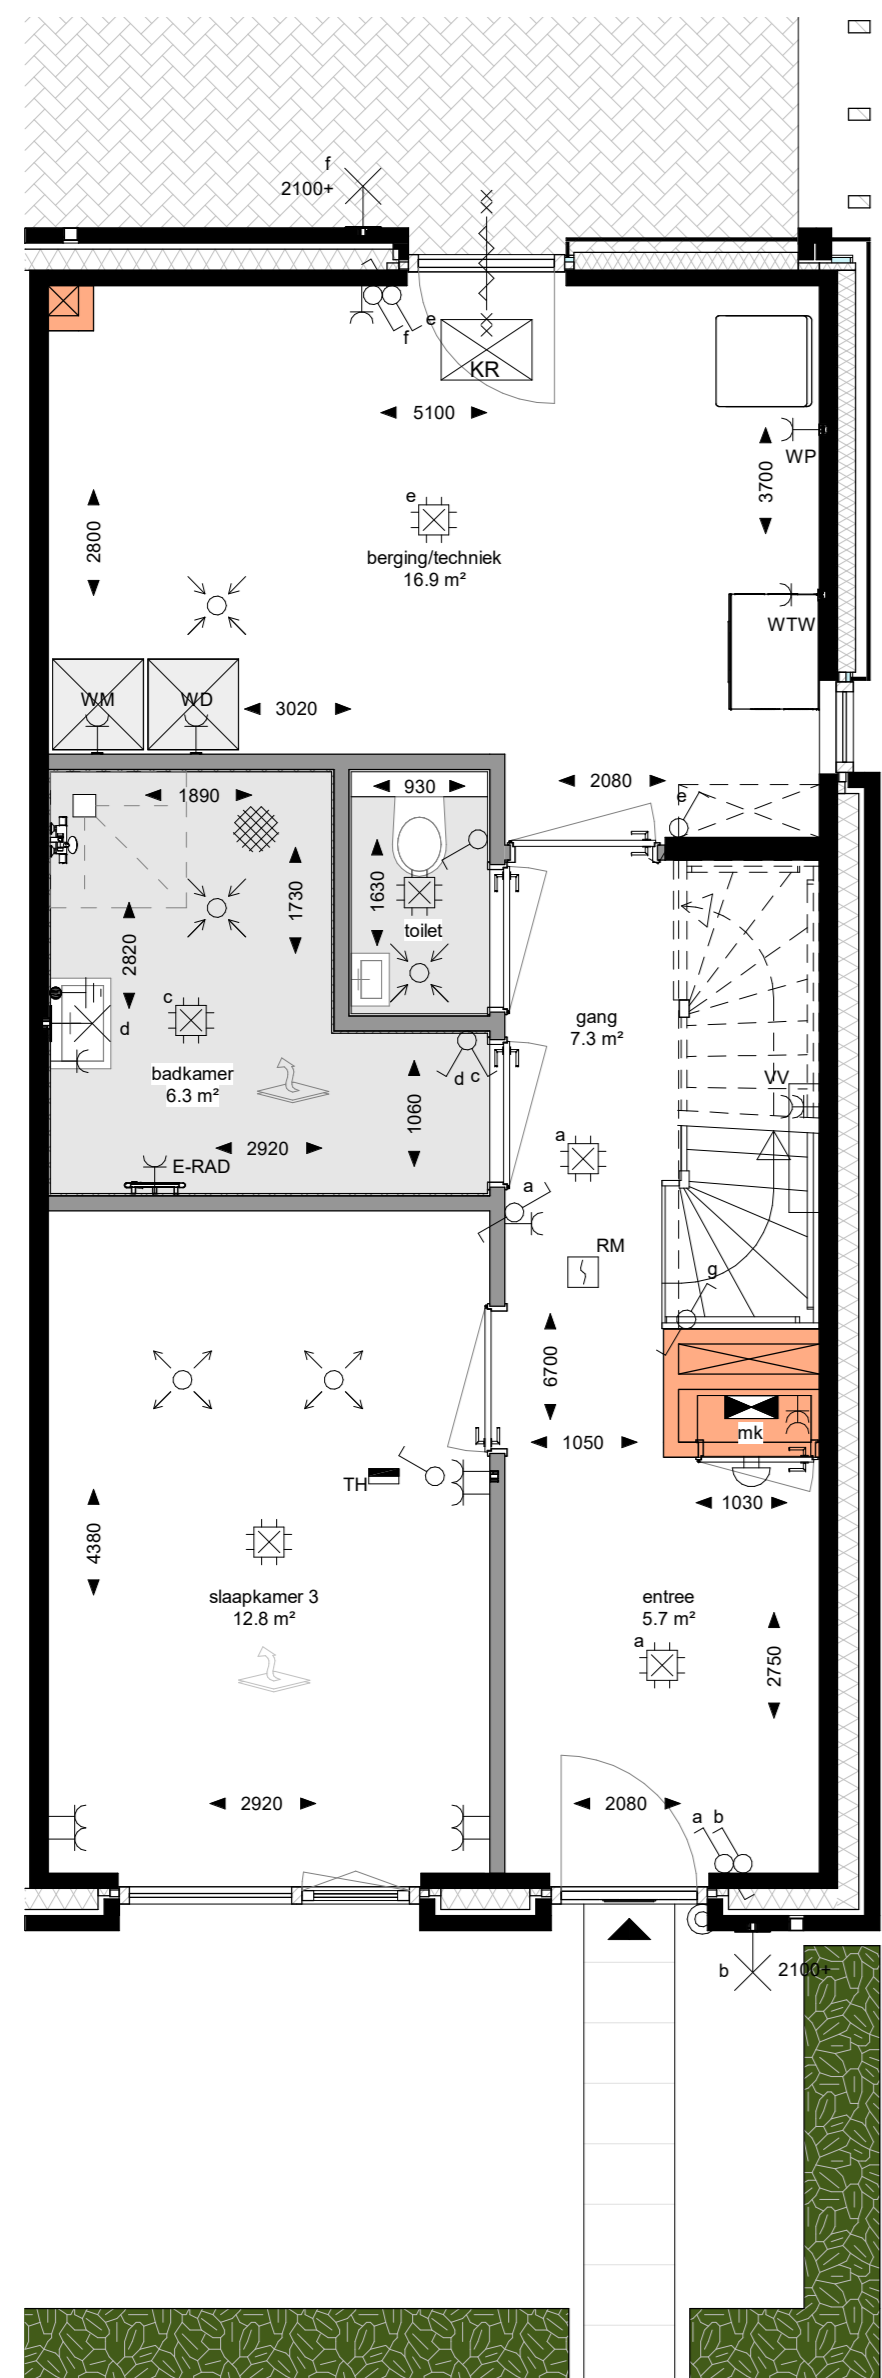 f
2100+
e
f
KR
5100
WP
3700
e
berging/techniek
16.9 m²
2800
WTW
WM
WD
3020
2080
e
1890
930
1730
1630
toilet
2820
c
d
gang
7.3 m²
badkamer
6.3 m²
d
c
VV
1060
a
2920
E-RAD
a
RM
g
6700
1050
mk
TH
1030
4380
slaapkamer 3
12.8 m²
entree
5.7 m²
a
2750
2920
2080
a
b
b
2100+